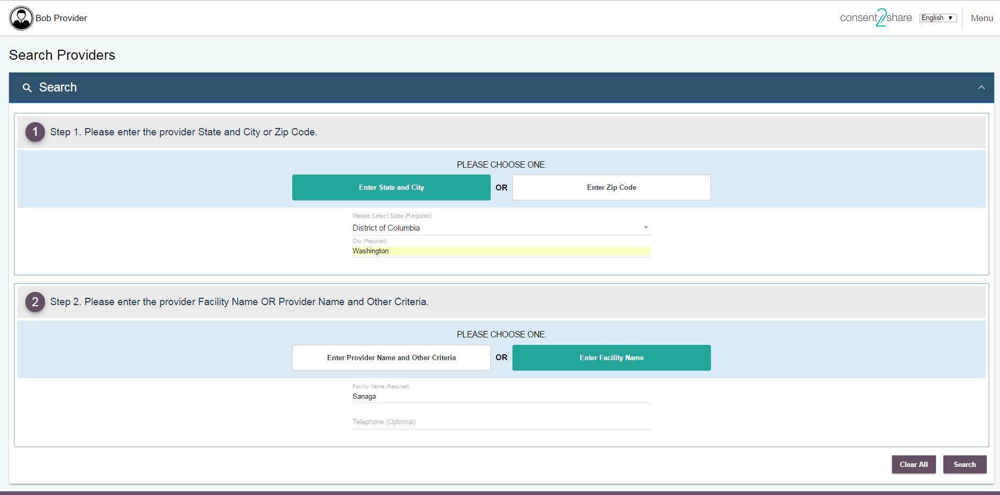 Bob Provider
consent2share
English ▼
Menu
Search Providers
Search
1 Step 1. Please enter the provider State and City or Zip Code.
PLEASE CHOOSE ONE.
Enter State and City OR Enter Zip Code
Please Select State (Required)
District of Columbia
City (Required)
Washington
2 Step 2. Please enter the provider Facility Name OR Provider Name and Other Criteria.
PLEASE CHOOSE ONE.
Enter Provider Name and Other Criteria OR Enter Facility Name
Facility Name (Required)
Sanaga
Telephone (Optional)
Clear All Search